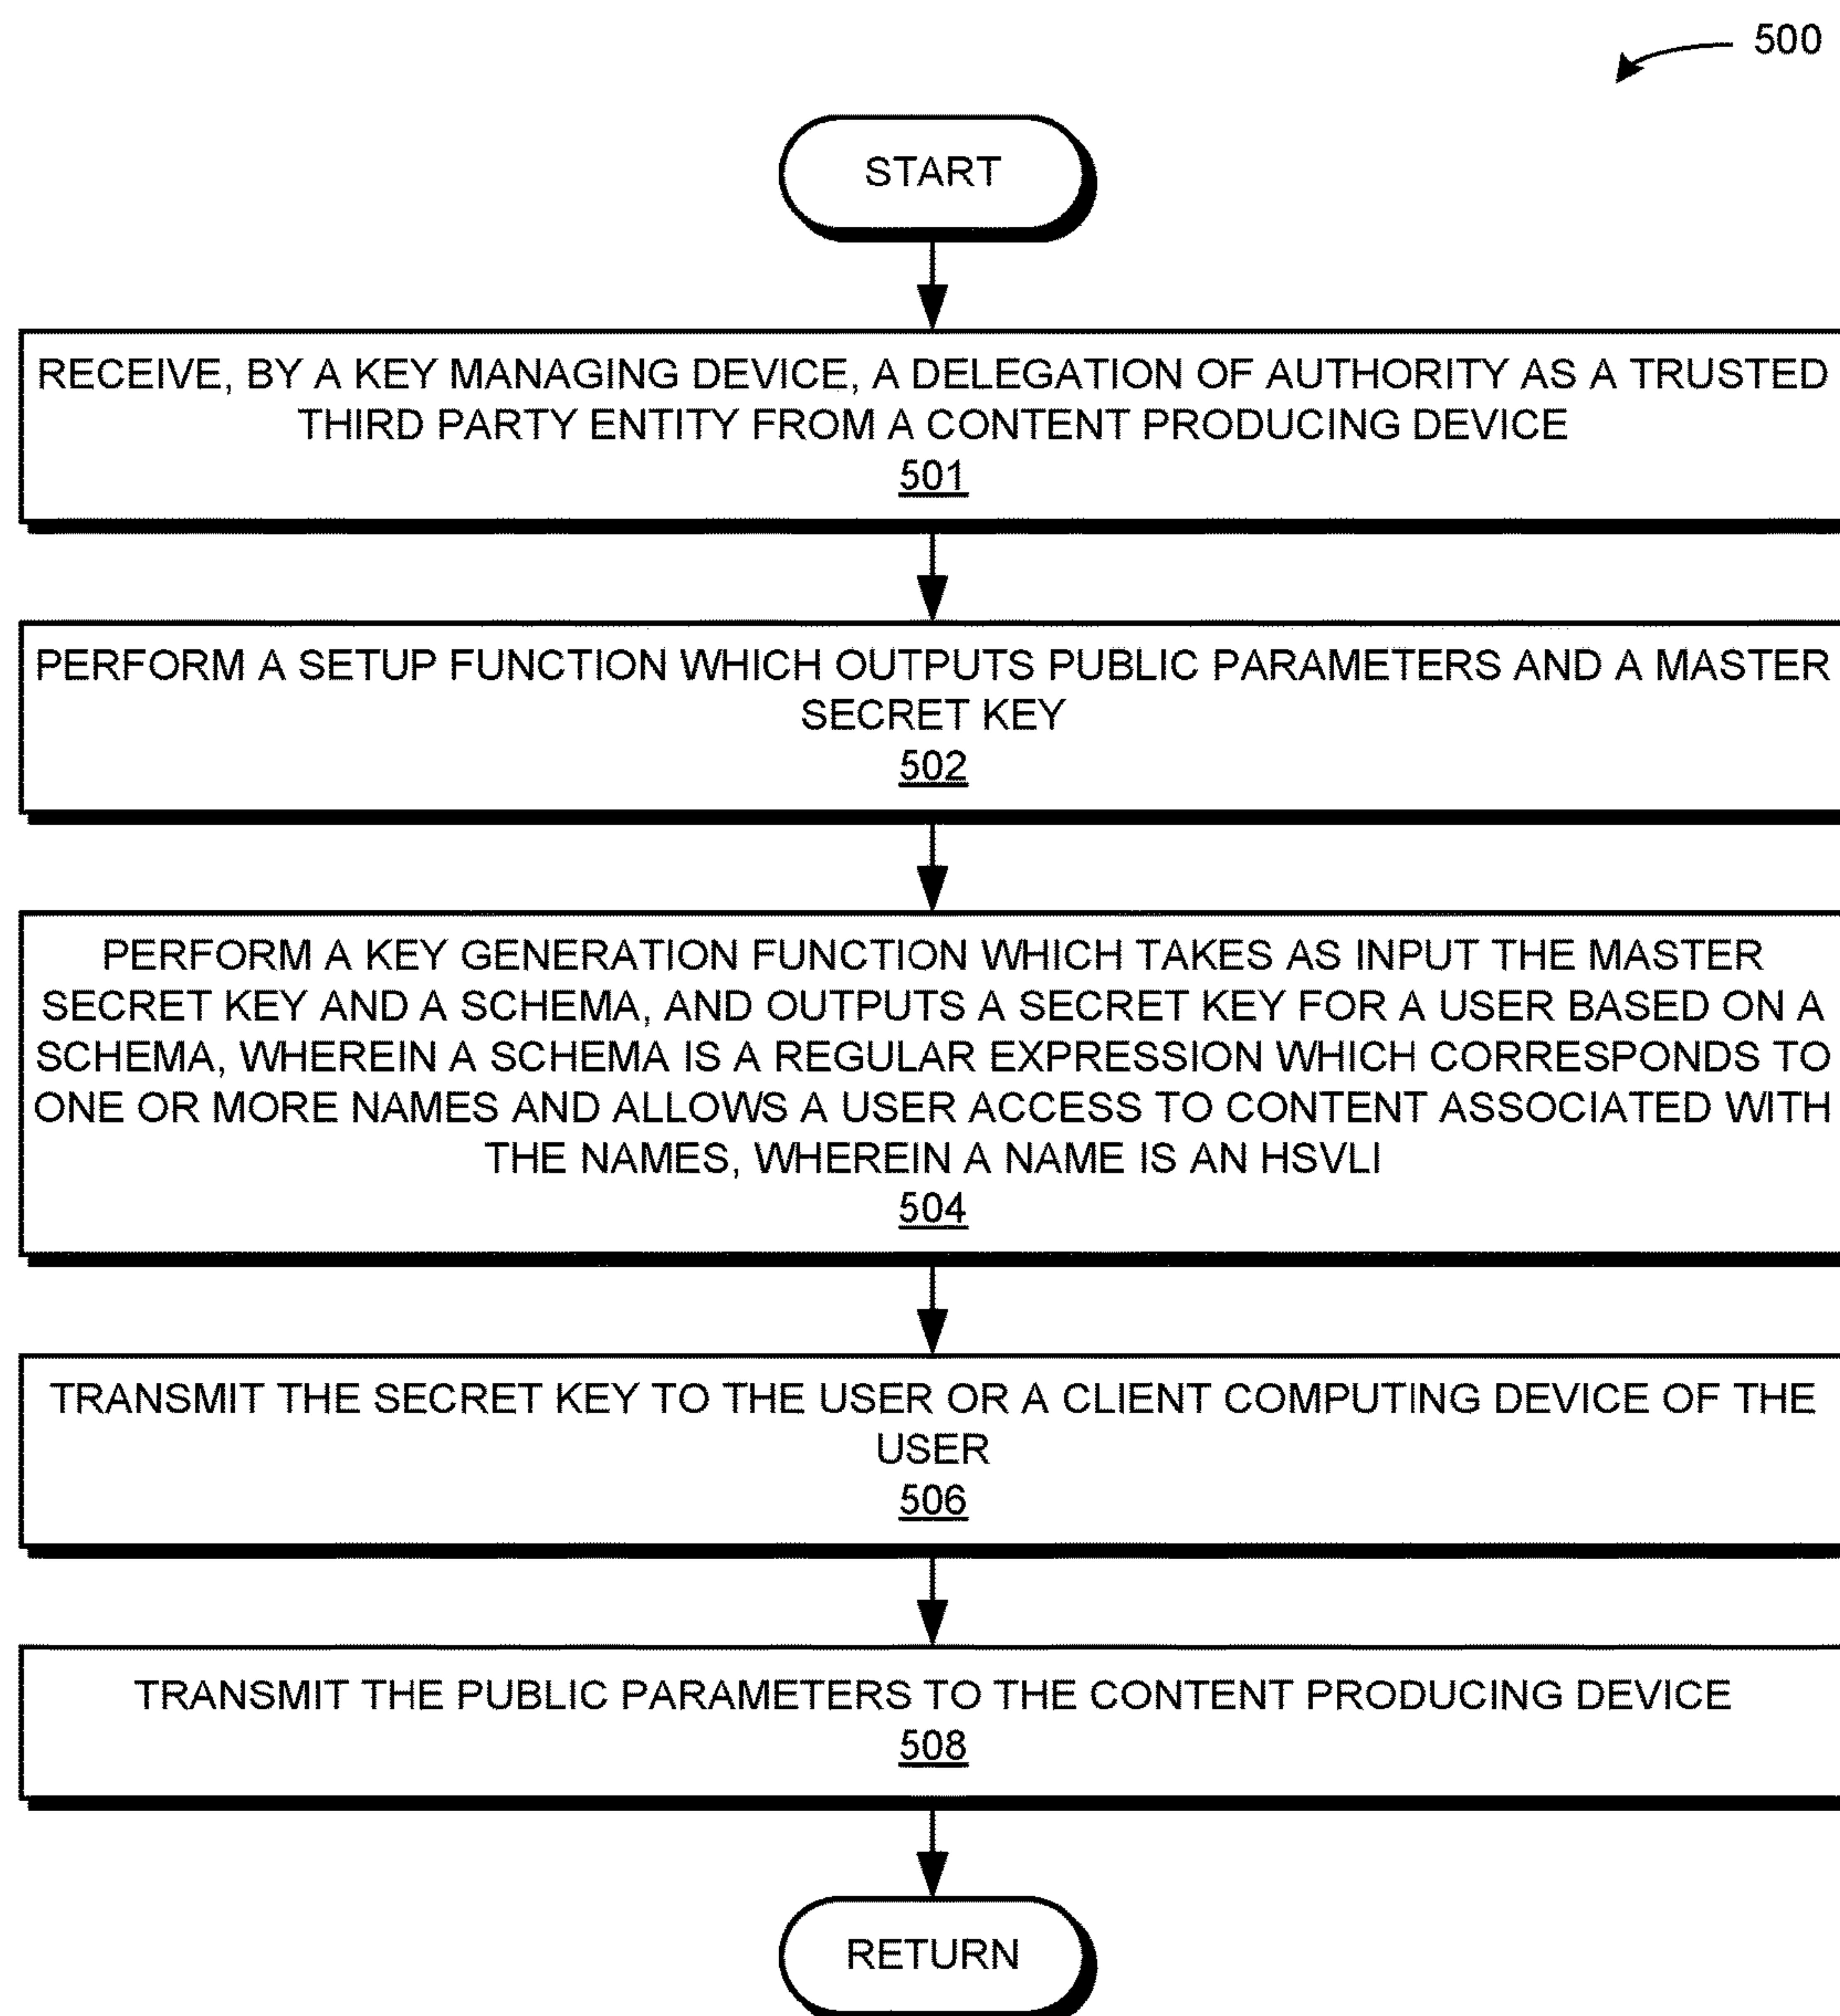 500
START
RECEIVE, BY A KEY MANAGING DEVICE, A DELEGATION OF AUTHORITY AS A TRUSTED
THIRD PARTY ENTITY FROM A CONTENT PRODUCING DEVICE
501
PERFORM A SETUP FUNCTION WHICH OUTPUTS PUBLIC PARAMETERS AND A MASTER
SECRET KEY
502
PERFORM A KEY GENERATION FUNCTION WHICH TAKES AS INPUT THE MASTER
SECRET KEY AND A SCHEMA, AND OUTPUTS A SECRET KEY FOR A USER BASED ON A
SCHEMA, WHEREIN A SCHEMA IS A REGULAR EXPRESSION WHICH CORRESPONDS TO
ONE OR MORE NAMES AND ALLOWS A USER ACCESS TO CONTENT ASSOCIATED WITH
THE NAMES, WHEREIN A NAME IS AN HSVLI
504
TRANSMIT THE SECRET KEY TO THE USER OR A CLIENT COMPUTING DEVICE OF THE
USER
506
TRANSMIT THE PUBLIC PARAMETERS TO THE CONTENT PRODUCING DEVICE
508
RETURN